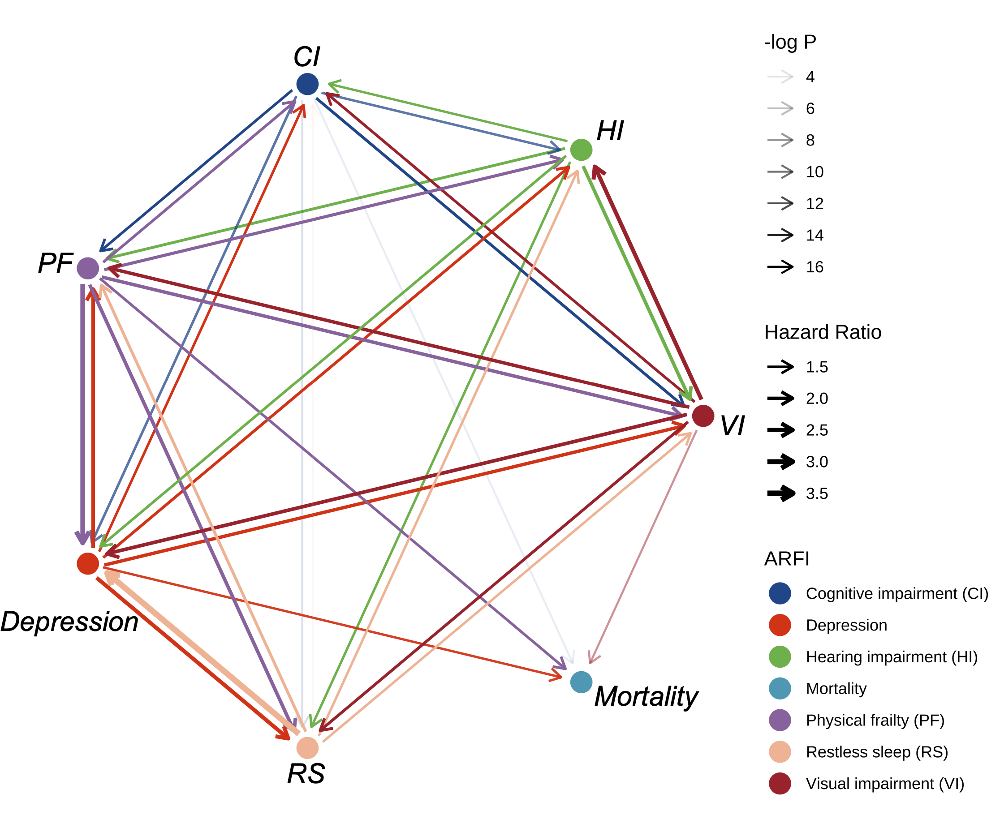 CI
HI
PF
VI
Depression
Mortality
RS
-log P
4
6
8
10
12
14
16
Hazard Ratio
1.5
2.0
2.5
3.0
3.5
ARFI
Cognitive impairment (CI)
Depression
Hearing impairment (HI)
Mortality
Physical frailty (PF)
Restless sleep (RS)
Visual impairment (VI)